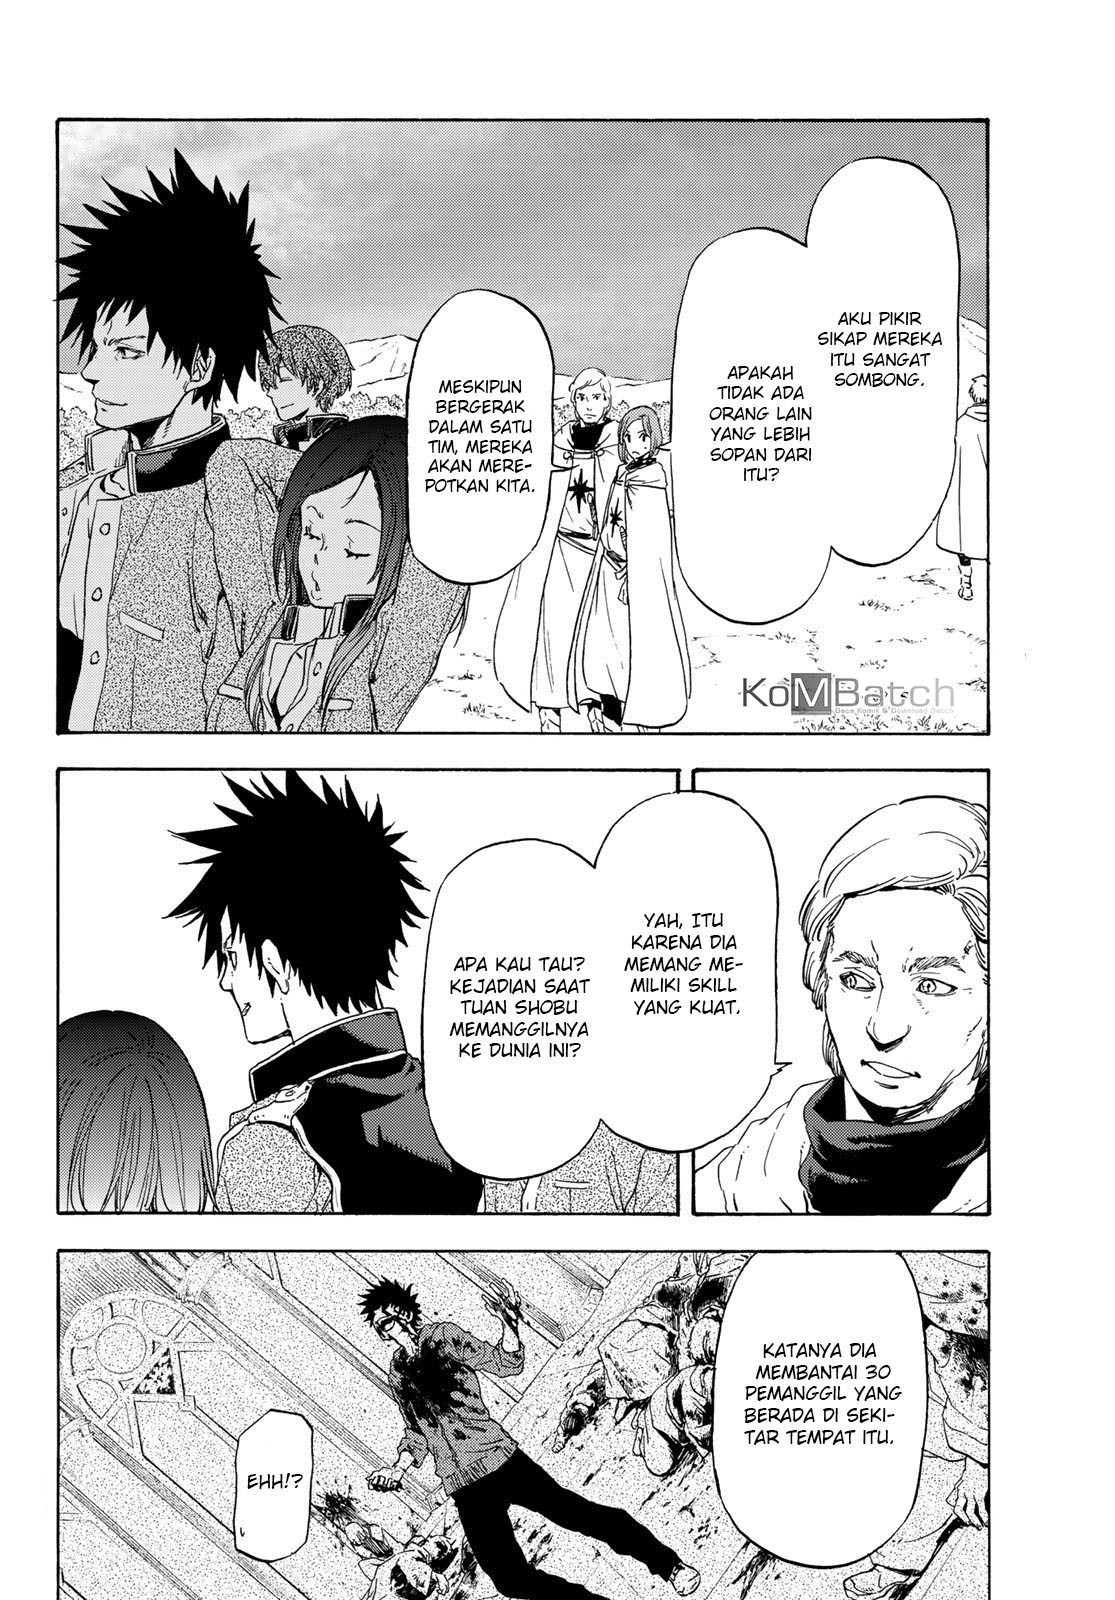 AKU PIKIR
SIKAP MEREKA
ITU SANGAT
SOMBONG.
APAKAH
TIDAK ADA
ORANG LAIN
YANG LEBIH
SOPAN DARI
ITU?
MESKIPUN
BERGERAK
DALAM SATU
TIM, MEREKA
AKAN MERE-
POTKAN KITA.
KoMBatch
Baca Komik & Download Batch
YAH, ITU
KARENA DIA
MEMANG ME-
MILIKI SKILL
YANG KUAT.
APA KAU TAU?
KEJADIAN SAAT
TUAN SHOBU
MEMANGGILNYA
KE DUNIA INI?
KATANYA DIA
MEMBANTAI 30
PEMANGGIL YANG
BERADA DI SEKI-
TAR TEMPAT ITU.
EHH!?